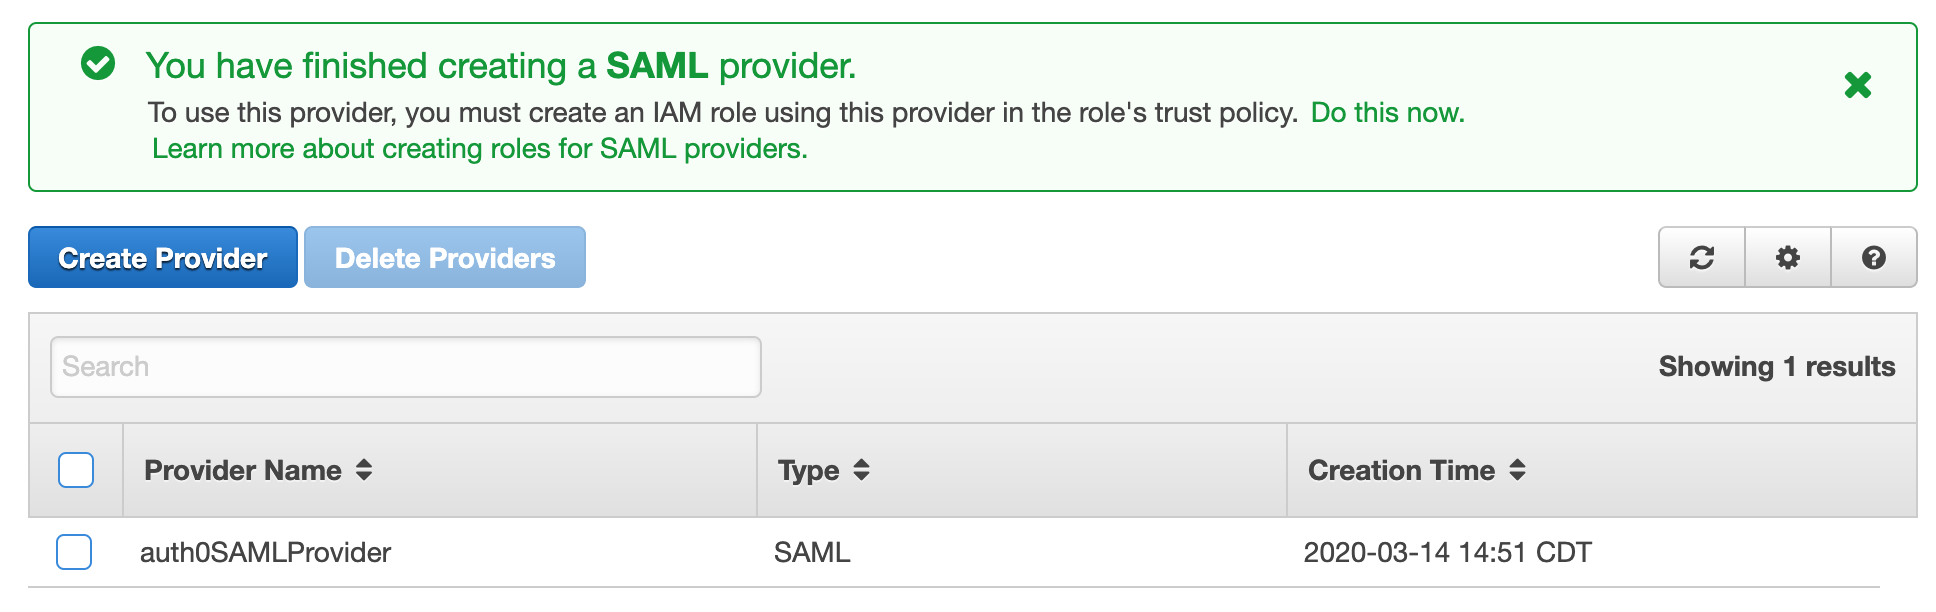 You have finished creating a SAML provider.
To use this provider, you must create an IAM role using this provider in the role's trust policy. Do this now.
Learn more about creating roles for SAML providers.
Create Provider Delete Providers
Search Showing 1 results
Provider Name Type Creation Time
auth0SAMLProvider SAML 2020-03-14 14:51 CDT